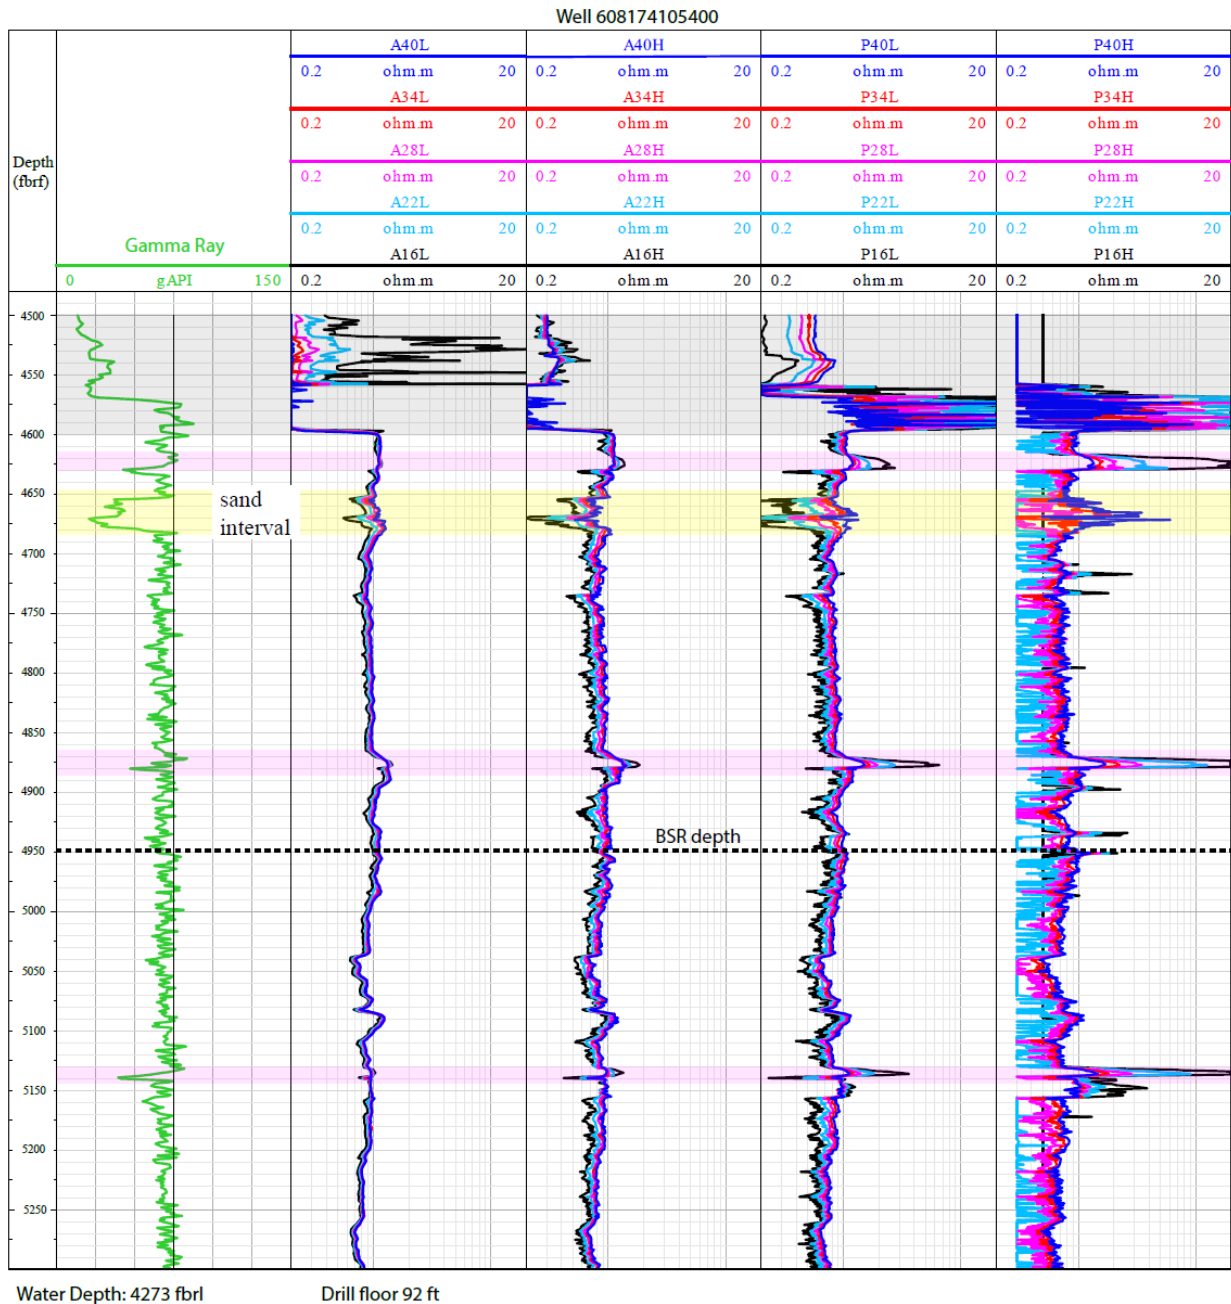 Well 608174105400
A40L A40H P40L P40H
0.2 ohm.m 20 0.2 ohm.m 20 0.2 ohm.m 20 0.2 ohm.m 20
A34L A34H P34L P34H
0.2 ohm.m 20 0.2 ohm.m 20 0.2 ohm.m 20 0.2 ohm.m 20
A28L A28H P28L P28H
Depth
(fbrf)
0.2 ohm.m 20 0.2 ohm.m 20 0.2 ohm.m 20 0.2 ohm.m 20
A22L A22H P22L P22H
0.2 ohm.m 20 0.2 ohm.m 20 0.2 ohm.m 20 0.2 ohm.m 20
Gamma Ray A16L A16H P16L P16H
0 gAPI 150 0.2 ohm.m 20 0.2 ohm.m 20 0.2 ohm.m 20 0.2 ohm.m 20
4500
4550
4600
4650
sand
interval
4700
4750
4800
4850
4900
BSR depth
4950
5000
5050
5100
5150
5200
5250
Water Depth: 4273 fbrl Drill floor 92 ft